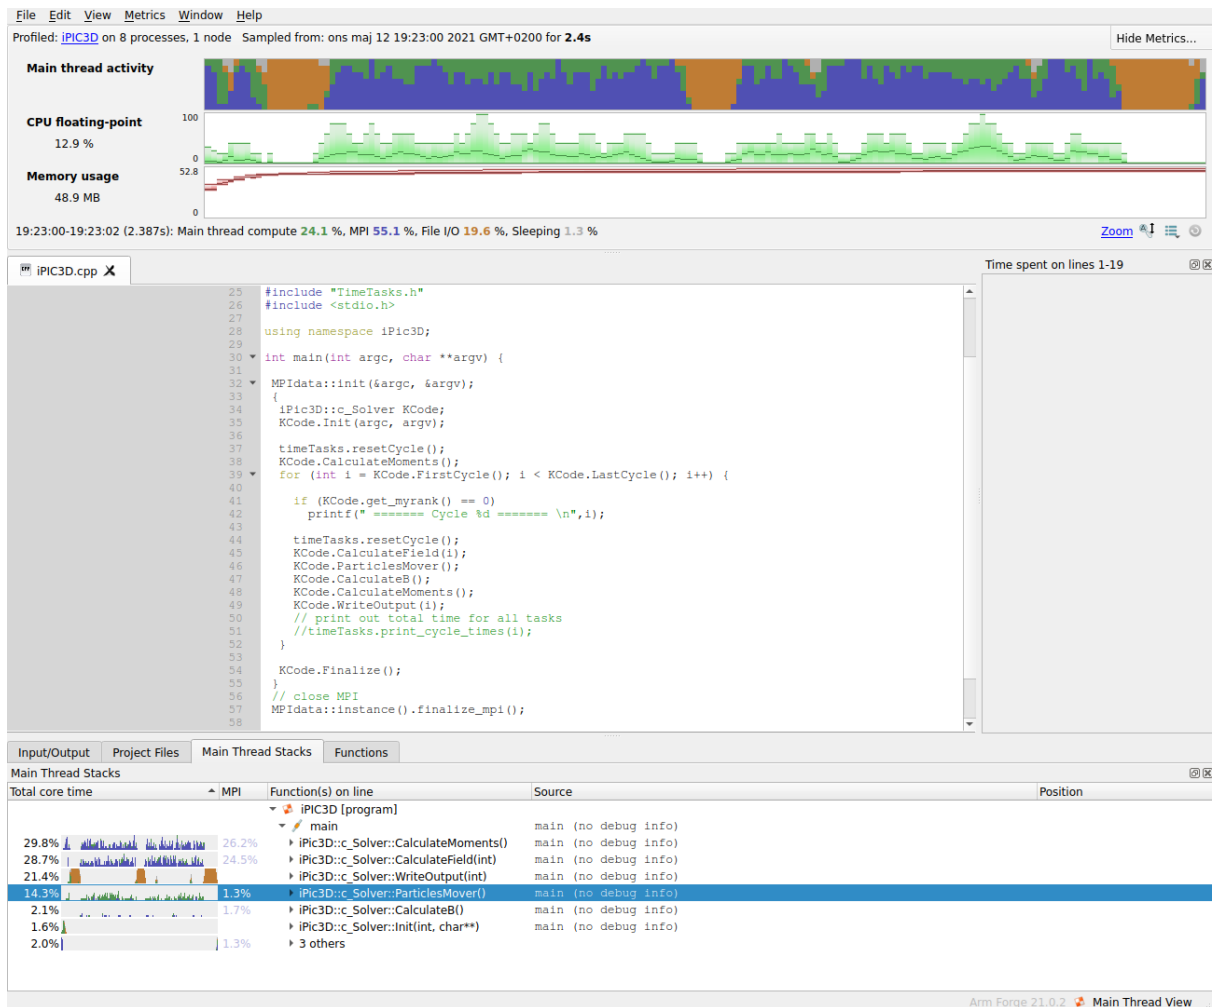 File Edit View Metrics Window Help
Profiled: iPIC3D on 8 processes, 1 node Sampled from: ons maj 12 19:23:00 2021 GMT+0200 for 2.4s
Hide Metrics...
Main thread activity
CPU floating-point
12.9 %
100
0
Memory usage
48.9 MB
52.8
0
19:23:00-19:23:02 (2.387s): Main thread compute 24.1 %, MPI 55.1 %, File I/O 19.6 %, Sleeping 1.3 %
Zoom
iPIC3D.cpp
Time spent on lines 1-19
25 #include "TimeTasks.h"
26 #include <stdio.h>
27
28 using namespace iPic3D;
29
30 int main(int argc, char **argv) {
31
32 MPIdata::init(&argc, &argv);
33 {
34 iPic3D::c_Solver KCode;
35 KCode.Init(argc, argv);
36
37 timeTasks.resetCycle();
38 KCode.CalculateMoments();
39 for (int i = KCode.FirstCycle(); i < KCode.LastCycle(); i++) {
40
41 if (KCode.get_myrank() == 0)
42 printf(" ======= Cycle %d ======= \n",i);
43
44 timeTasks.resetCycle();
45 KCode.CalculateField(i);
46 KCode.ParticlesMover();
47 KCode.CalculateB();
48 KCode.CalculateMoments();
49 KCode.WriteOutput(i);
50 // print out total time for all tasks
51 //timeTasks.print_cycle_times(i);
52 }
53
54 KCode.Finalize();
55 }
56 // close MPI
57 MPIdata::instance().finalize_mpi();
58
Input/Output Project Files Main Thread Stacks Functions
Main Thread Stacks
Total core time MPI Function(s) on line Source Position
iPIC3D [program]
main main (no debug info)
29.8% 26.2% iPic3D::c_Solver::CalculateMoments() main (no debug info)
28.7% 24.5% iPic3D::c_Solver::CalculateField(int) main (no debug info)
21.4% iPic3D::c_Solver::WriteOutput(int) main (no debug info)
14.3% 1.3% iPic3D::c_Solver::ParticlesMover() main (no debug info)
2.1% 1.7% iPic3D::c_Solver::CalculateB() main (no debug info)
1.6% iPic3D::c_Solver::Init(int, char**) main (no debug info)
2.0% 1.3% 3 others
Arm Forge 21.0.2 Main Thread View